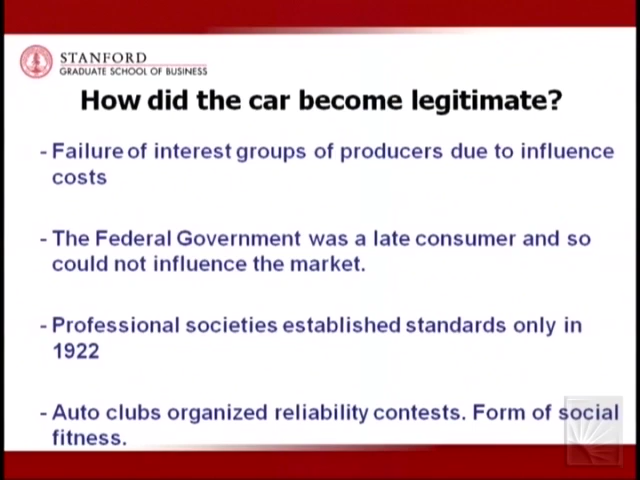 STANFORD
GRADUATE SCHOOL OF BUSINESS
How did the car become legitimate?
- Failure of interest groups of producers due to influence
costs
- The Federal Government was a late consumer and so
could not influence the market.
- Professional societies established standards only in
1922
- Auto clubs organized reliability contests. Form of social
fitness.